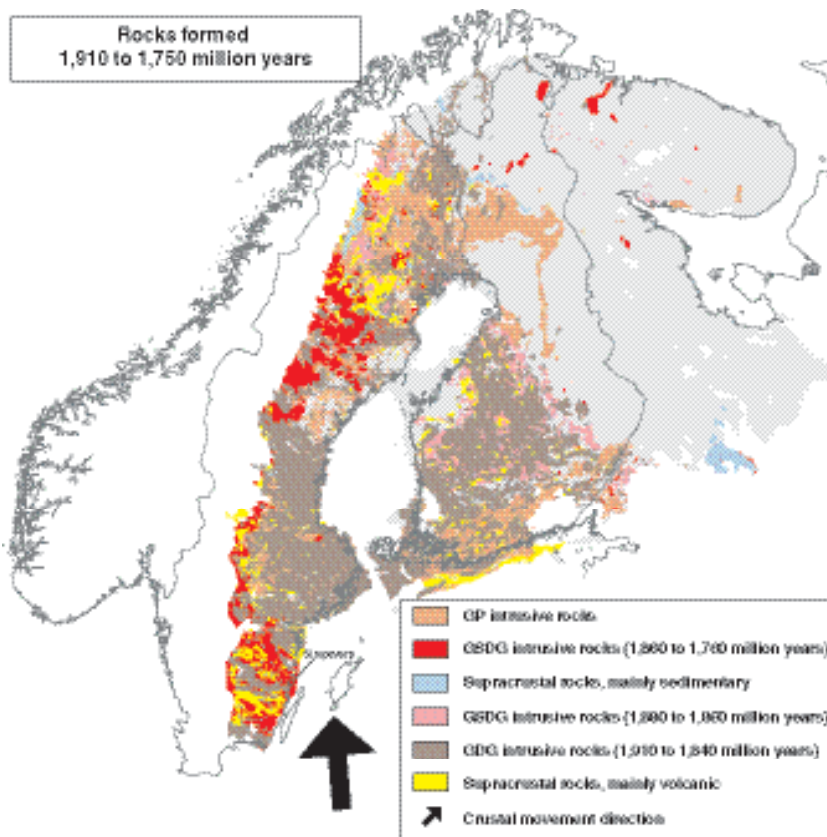 Rocks formed
1,910 to 1,750 million years
GP intrusive rocks
GSDG intrusive rocks (1,860 to 1,760 million years)
Supracrustal rocks, mainly sedimentary
GSDG intrusive rocks (1,880 to 1,850 million years)
GDG intrusive rocks (1,910 to 1,840 million years)
Supracrustal rocks, mainly volcanic
Crustal movement direction